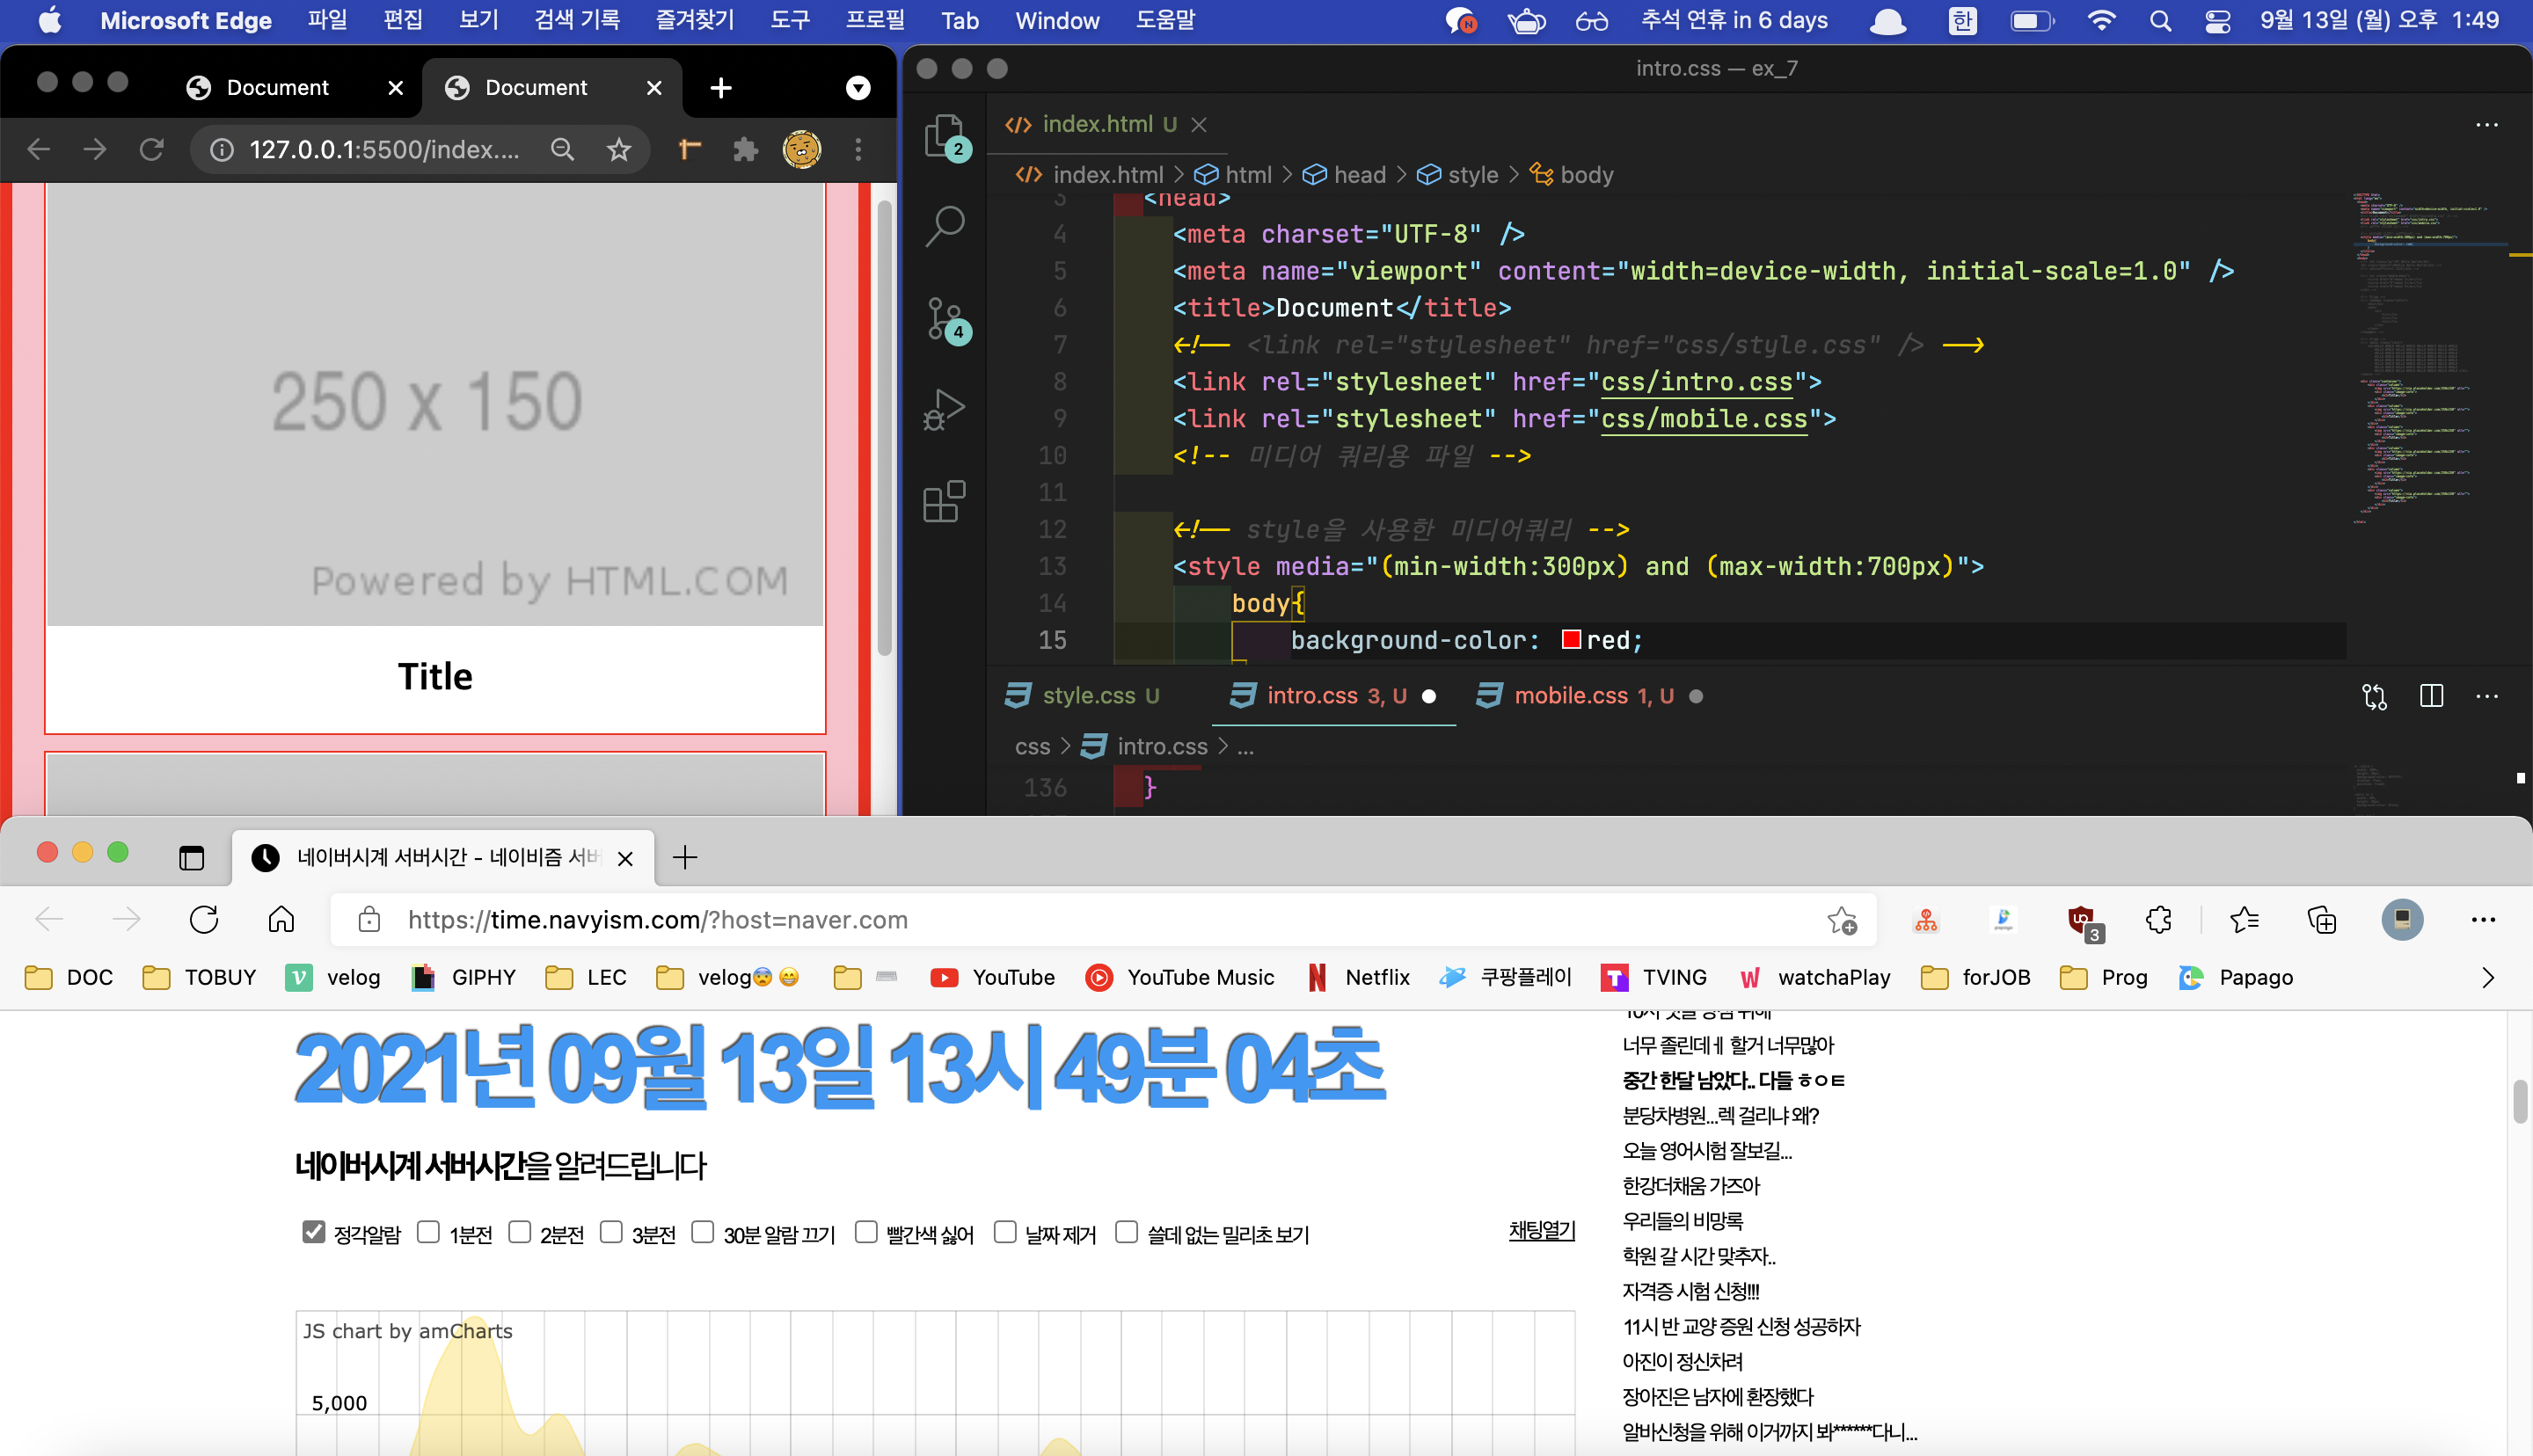 Microsoft Edge 파일 편집 보기 검색 기록 즐겨찾기 도구 프로필 Tab Window 도움말 추석 연휴 in 6 days 한 9월 13일 (월) 오후 1:49
Document Document
127.0.0.1:5500/index....
250 x 150
Powered by HTML.COM
Title
intro.css — ex_7
index.html U
2
index.html > html > head > style > body
3 <head>
4 <meta charset="UTF-8" />
5 <meta name="viewport" content="width=device-width, initial-scale=1.0" />
6 <title>Document</title>
7 <!-- <link rel="stylesheet" href="css/style.css" /> -->
8 <link rel="stylesheet" href="css/intro.css">
4
9 <link rel="stylesheet" href="css/mobile.css">
10 <!-- 미디어 쿼리용 파일 -->
11
12 <!-- style을 사용한 미디어쿼리 -->
13 <style media="(min-width:300px) and (max-width:700px)">
14 body{
15 background-color: red;
style.css U intro.css 3, U mobile.css 1, U
css > intro.css > ...
136 }
네이버시계 서버시간 - 네이비즘 서버
https://time.navyism.com/?host=naver.com
3
DOC TOBUY velog GIPHY LEC velog😨😁 YouTube YouTube Music Netflix 쿠팡플레이 TVING watchaPlay forJOB Prog Papago
2021년 09월 13일 13시 49분 04초
네이버시계 서버시간을 알려드립니다
정각알람 1분전 2분전 3분전 30분 알람 끄기 빨간색 싫어 날짜 제거 쓸데 없는 밀리초 보기 채팅열기
JS chart by amCharts
5,000
너무 졸린데ㅔ 할거 너무많아
중간 한달 남았다.. 다들 ㅎㅇㅌ
분당차병원...렉 걸리냐 왜?
오늘 영어시험 잘보길...
한강더채움 가즈아
우리들의 비망록
학원 갈 시간 맞추자..
자격증 시험 신청!!!
11시 반 교양 증원 신청 성공하자
아진이 정신차려
장아진은 남자에 환장했다
알바신청을 위해 이거까지 봐******다니...